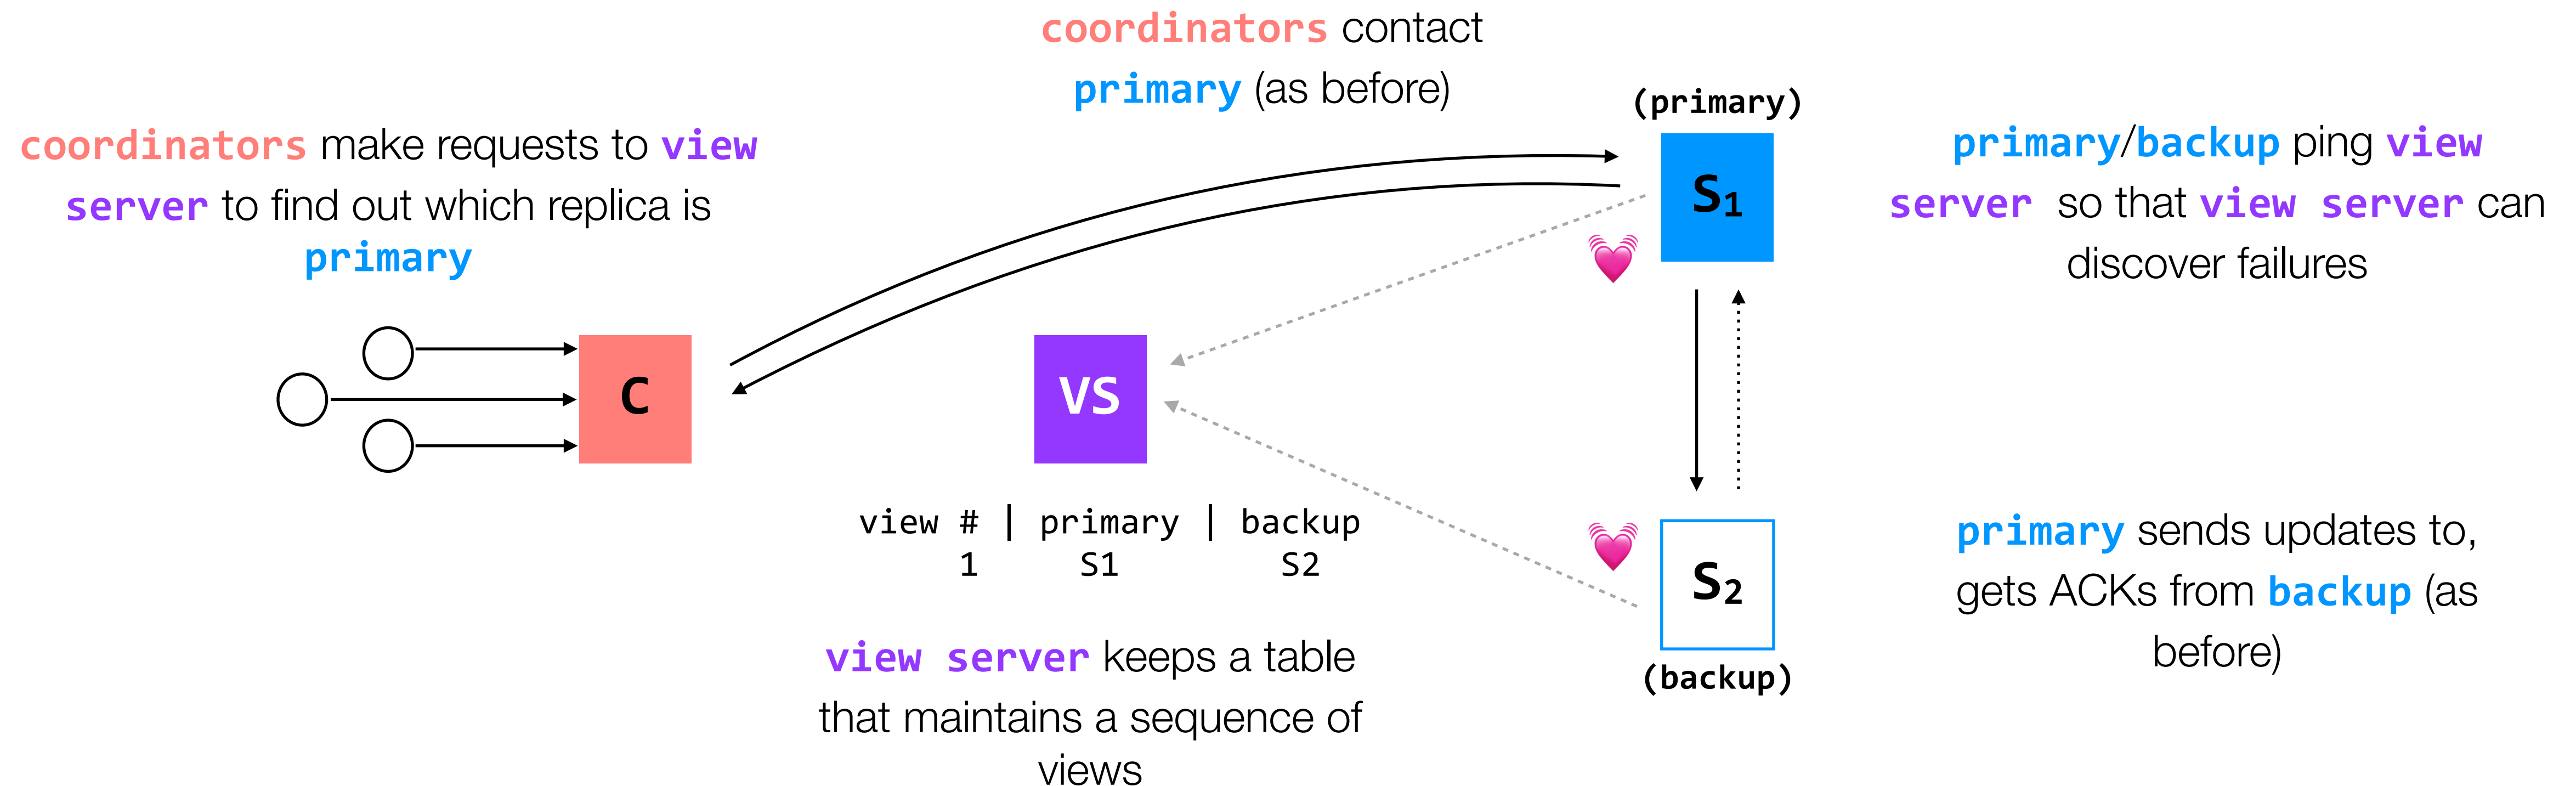 coordinators contact
primary (as before)
coordinators make requests to view
server to find out which replica is
primary
(primary)
S1
primary/backup ping view
server so that view server can
discover failures
C
VS
view # | primary | backup
1 S1 S2
view server keeps a table
that maintains a sequence of
views
S2
(backup)
primary sends updates to,
gets ACKs from backup (as
before)